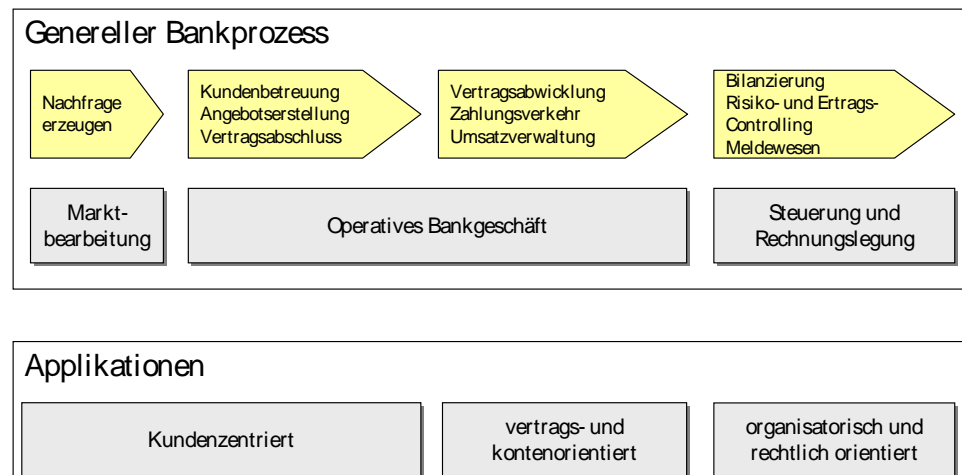 Genereller Bankprozess
Nachfrage
erzeugen
Kundenbetreuung
Angebotserstellung
Vertragsabschluss
Vertragsabwicklung
Zahlungsverkehr
Umsatzverwaltung
Bilanzierung
Risiko- und Ertrags-
Controlling
Meldewesen
Markt-
bearbeitung
Operatives Bankgeschäft
Steuerung und
Rechnungslegung
Applikationen
Kundenzentriert
vertrags- und
kontenorientiert
organisatorisch und
rechtlich orientiert